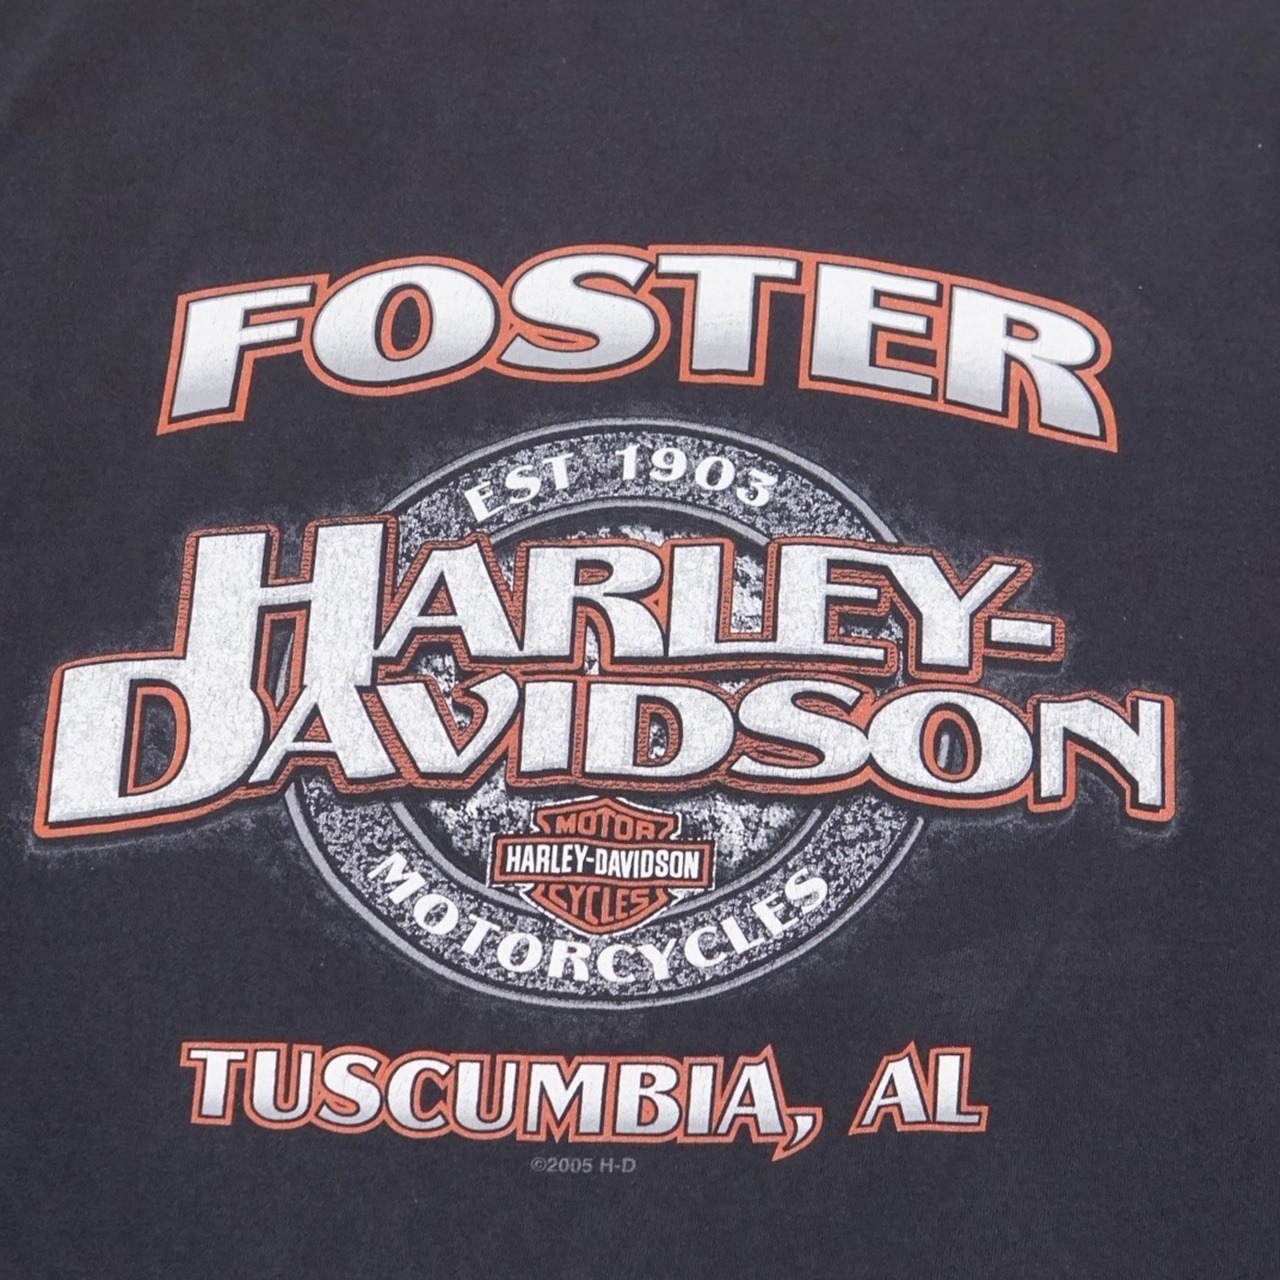 FOSTER
EST 1903
HARLEY-
DAVIDSON
MOTOR
HARLEY-DAVIDSON
CYCLES
MOTORCYCLES
TUSCUMBIA, AL
©2005 H-D